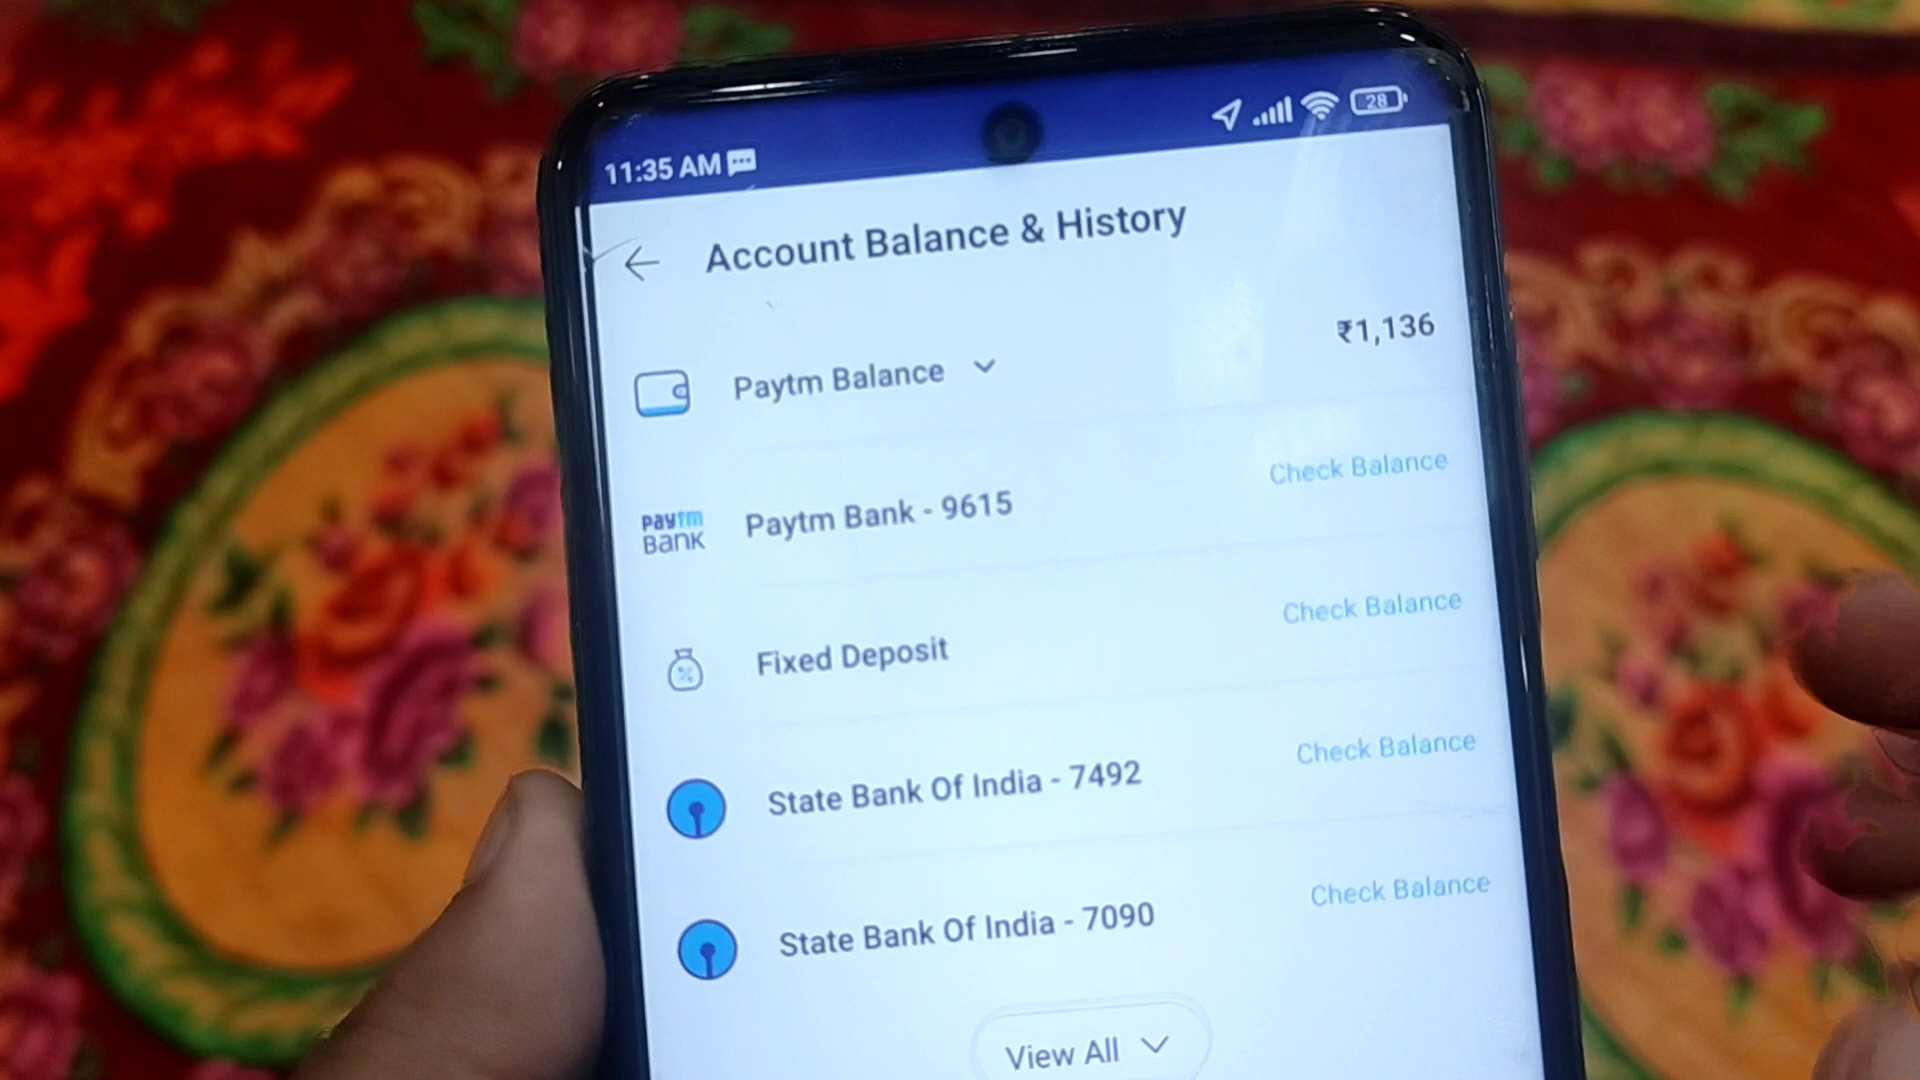 11:35 AM
28
Account Balance & History
Paytm Balance
₹1,136
paytm
Bank
Paytm Bank - 9615
Check Balance
Fixed Deposit
Check Balance
State Bank Of India - 7492
Check Balance
State Bank Of India - 7090
Check Balance
View All